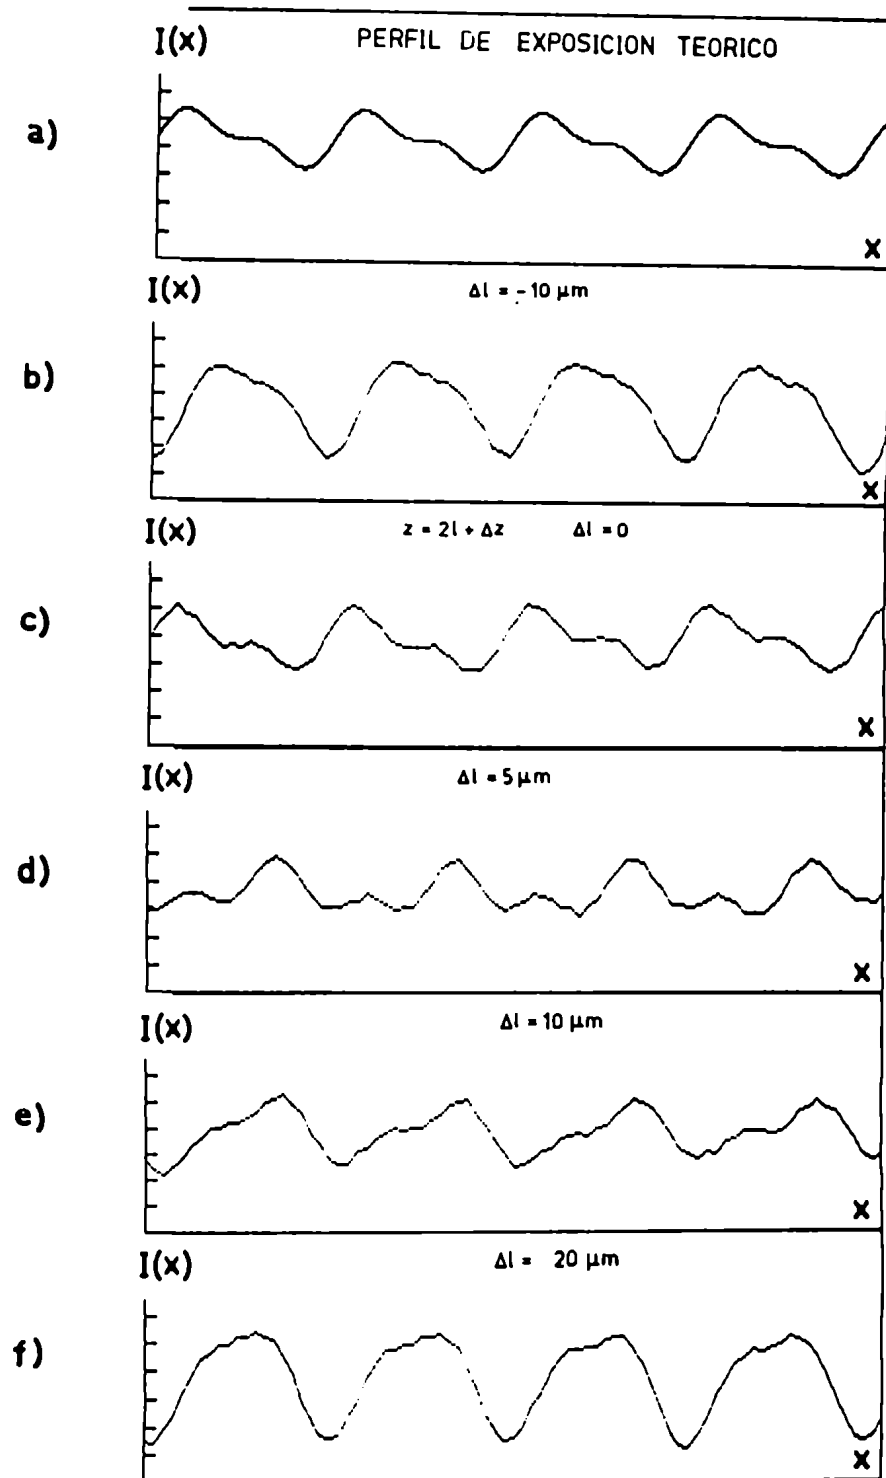 I(x) PERFIL DE EXPOSICION TEORICO
a)
x
I(x) Δl = -10 μm
b)
x
I(x) z = 2l + Δz Δl = 0
c)
x
I(x) Δl = 5 μm
d)
x
I(x) Δl = 10 μm
e)
x
I(x) Δl = 20 μm
f)
x